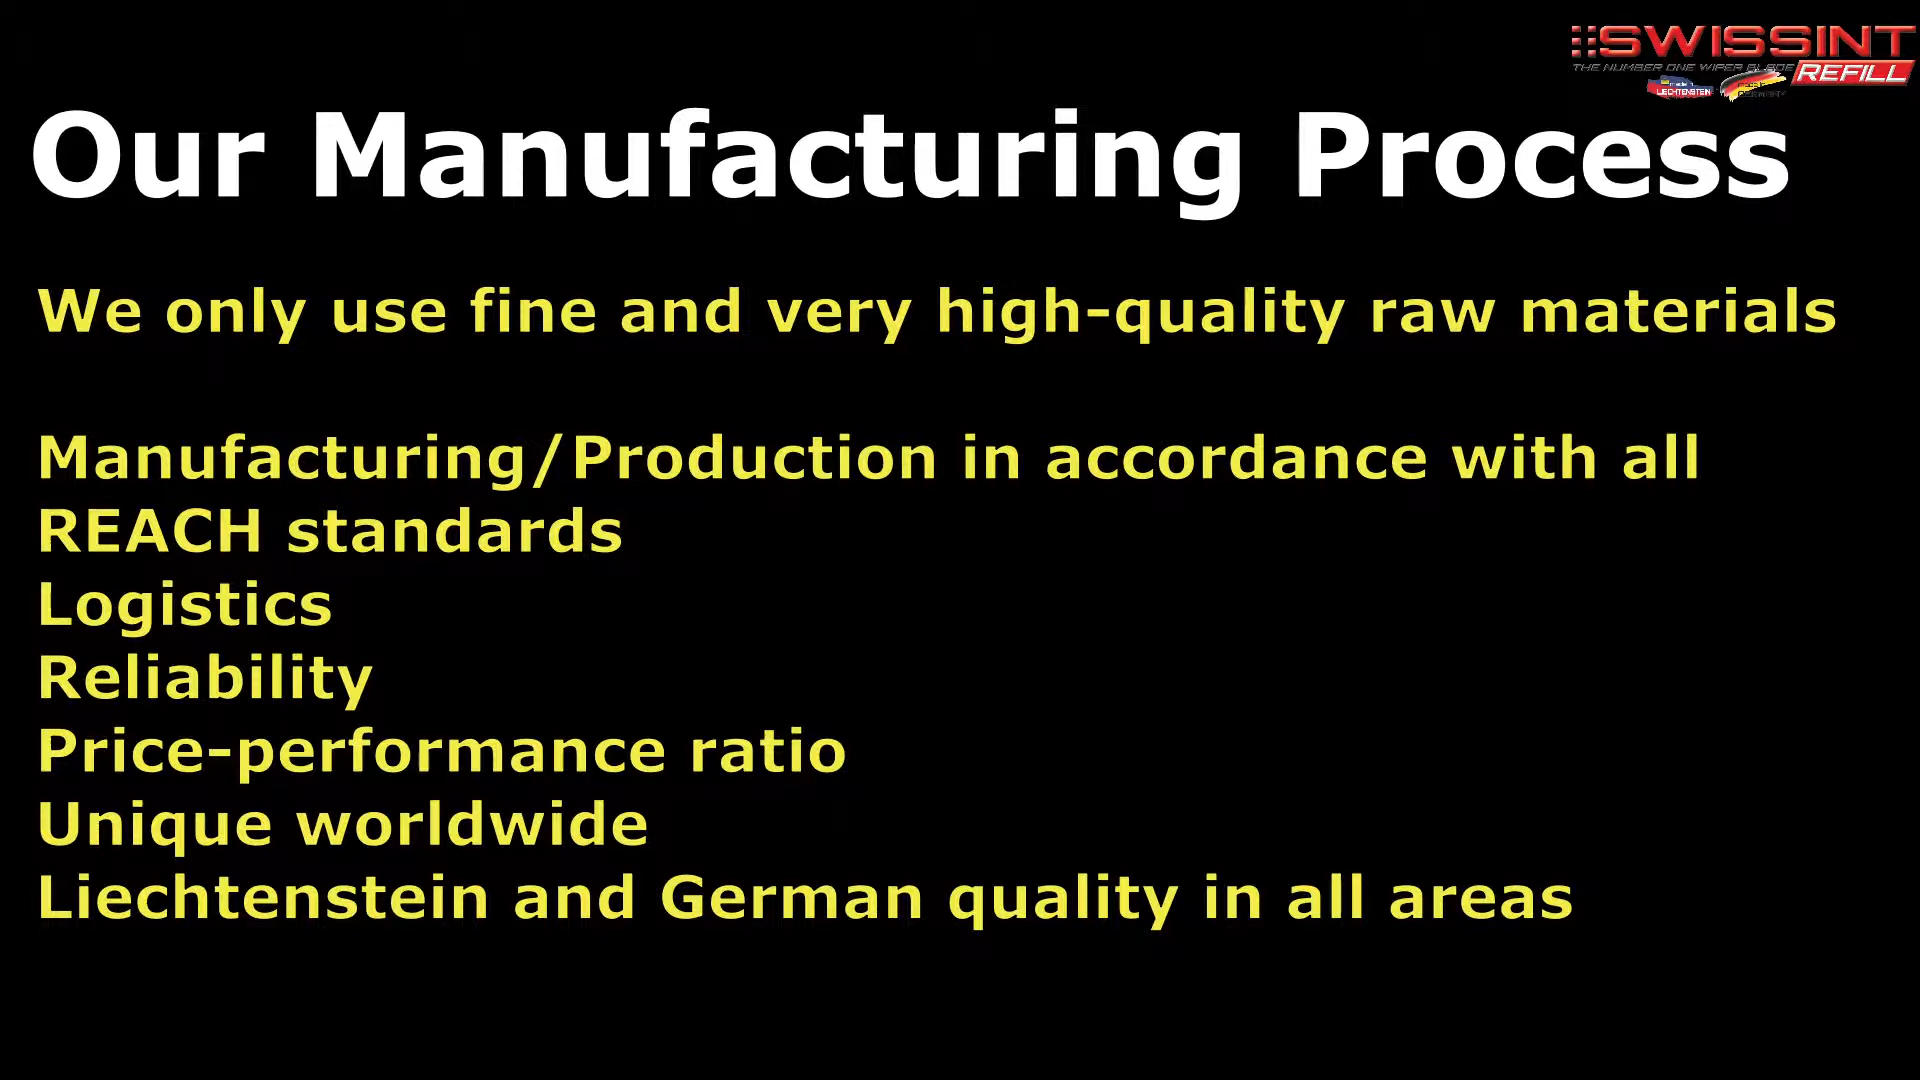 SWISSINT
THE NUMBER ONE WIPER BLADE REFILL
LIECHTENSTEIN
Our Manufacturing Process
We only use fine and very high-quality raw materials
Manufacturing/Production in accordance with all
REACH standards
Logistics
Reliability
Price-performance ratio
Unique worldwide
Liechtenstein and German quality in all areas